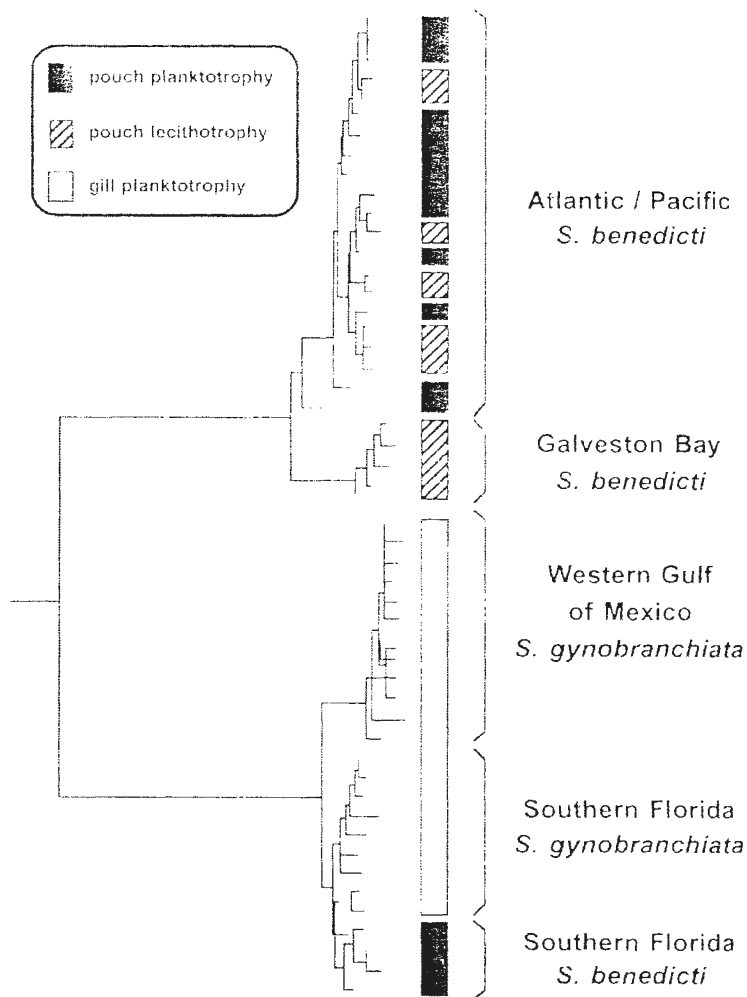 pouch planktotrophy
pouch lecithotrophy
gill planktotrophy
Atlantic / Pacific
S. benedicti
Galveston Bay
S. benedicti
Western Gulf
of Mexico
S. gynobranchiata
Southern Florida
S. gynobranchiata
Southern Florida
S. benedicti